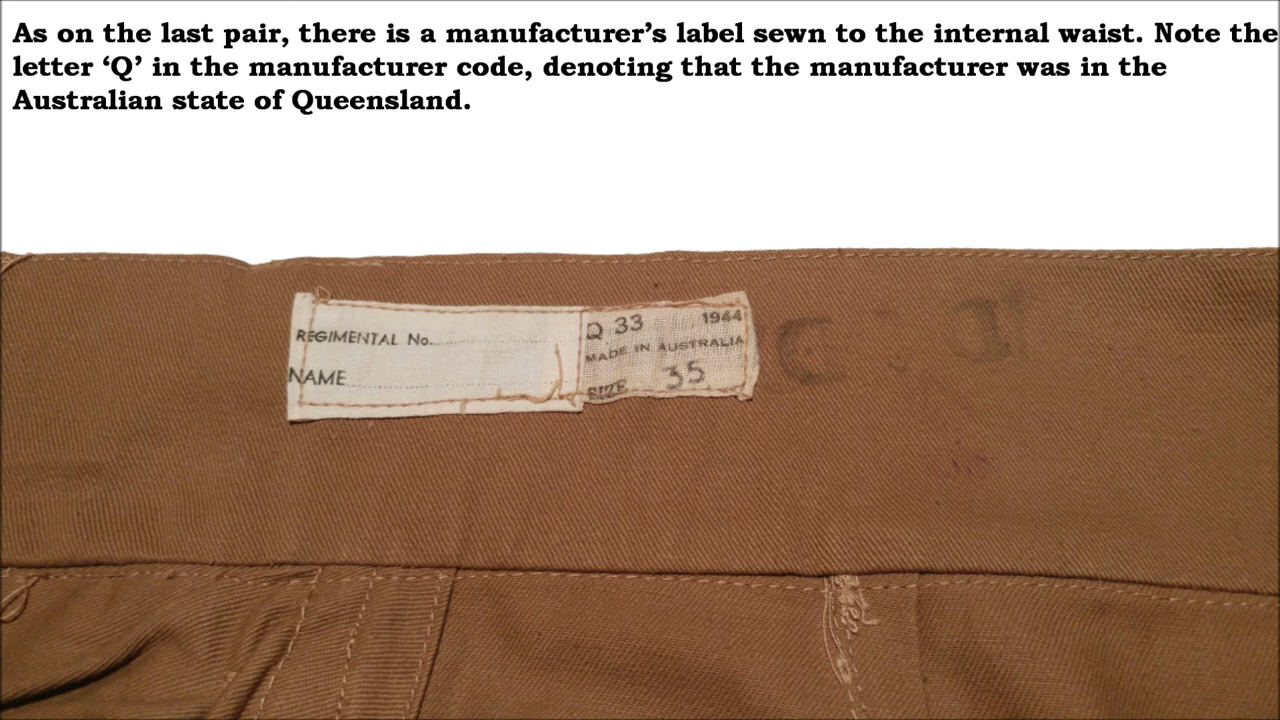 As on the last pair, there is a manufacturer’s label sewn to the internal waist. Note the
letter ‘Q’ in the manufacturer code, denoting that the manufacturer was in the
Australian state of Queensland.
REGIMENTAL No.
NAME
Q 33 1944
MADE IN AUSTRALIA
SIZE 35